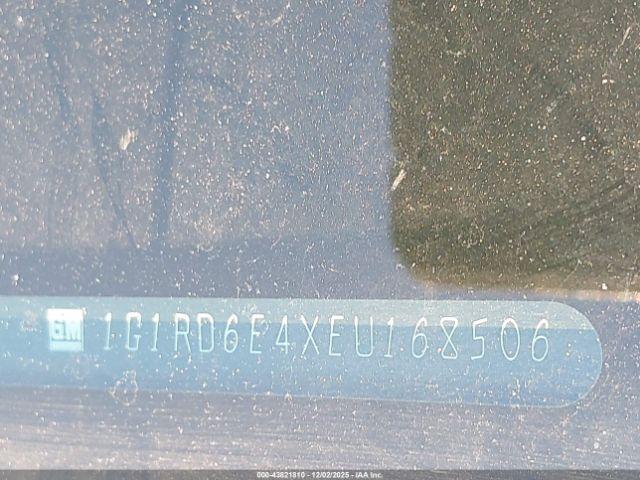 GM 1G1RD6E4XEU168506
000-43821810 - 12/02/2025 - IAA Inc.